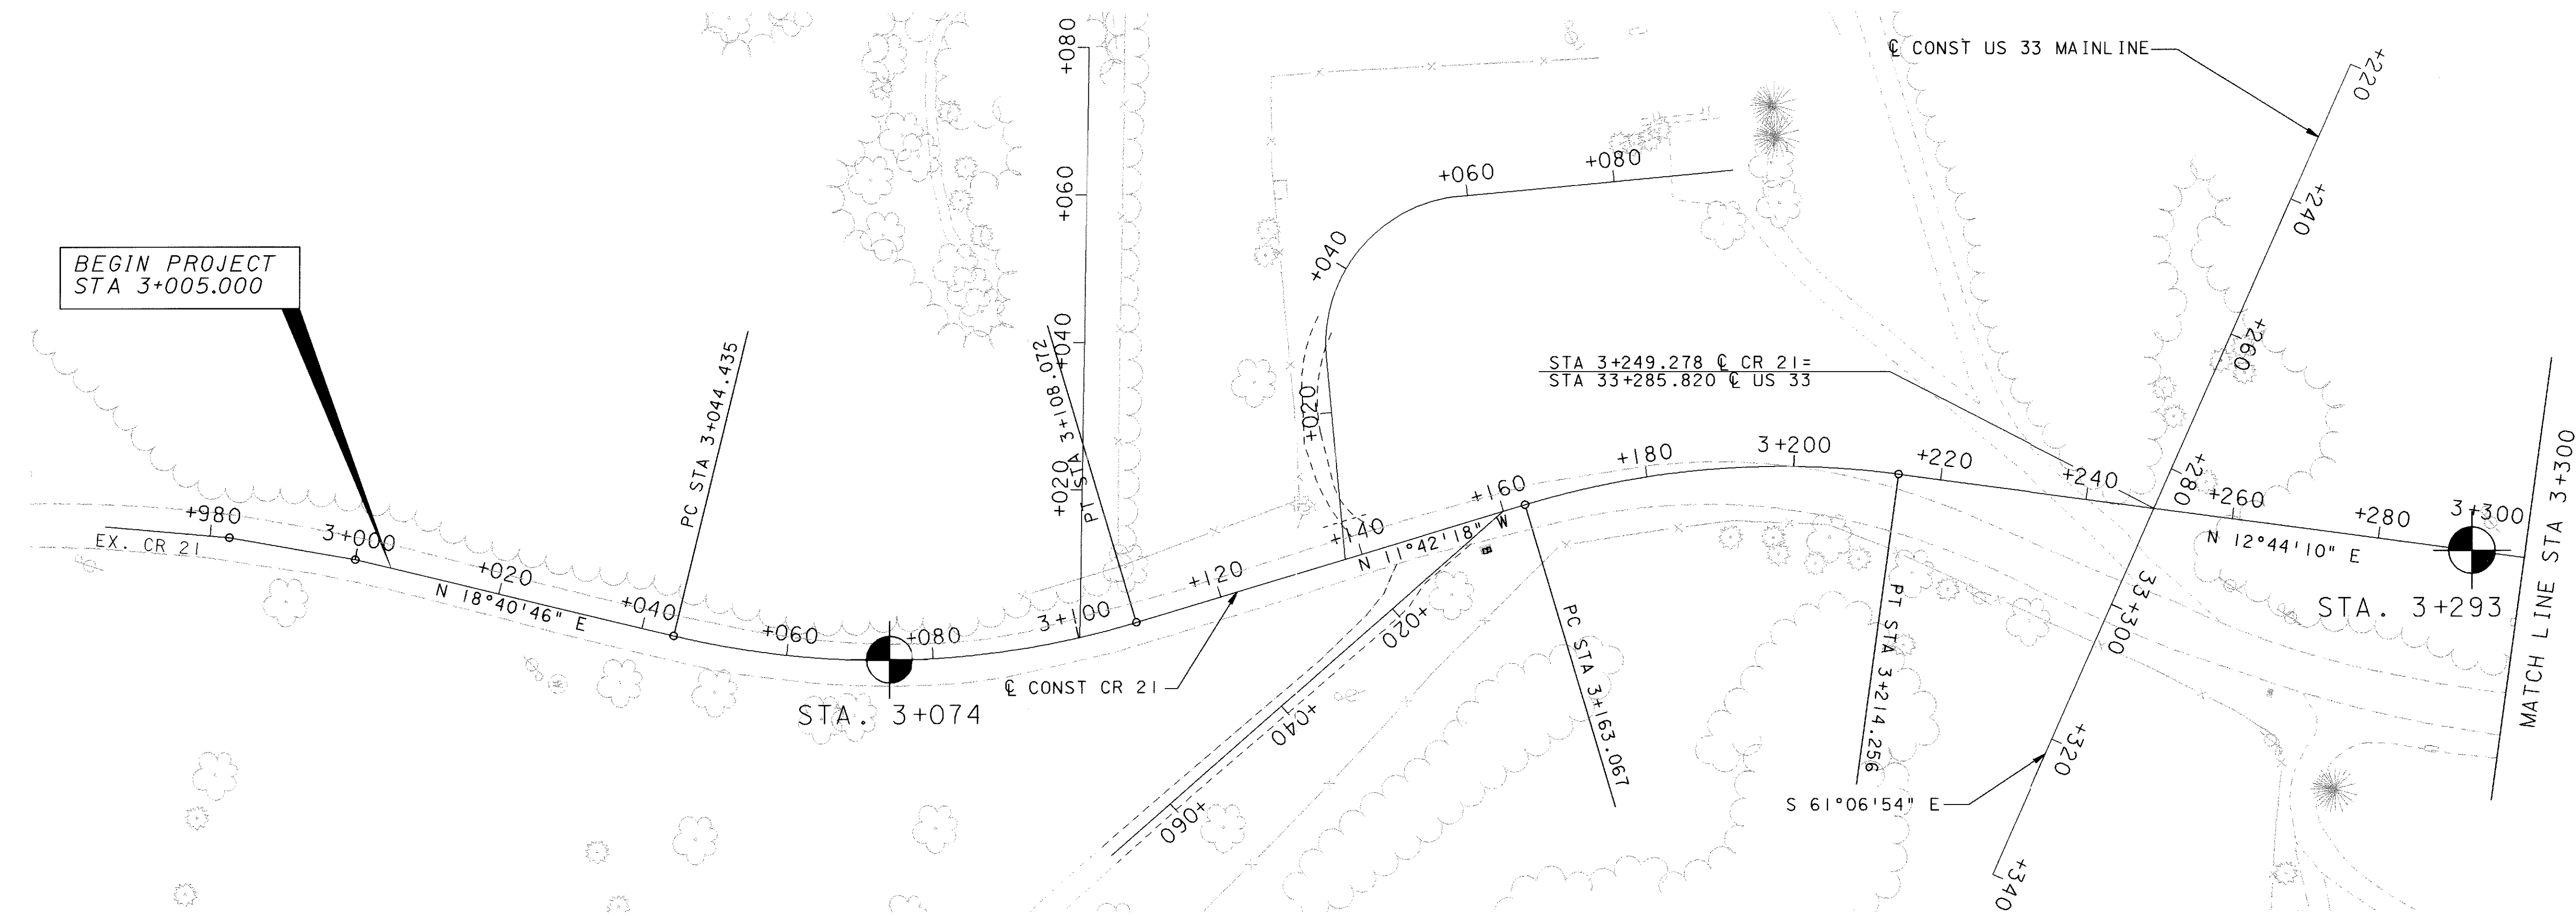 ℄ CONST US 33 MAINLINE
+220
+240
+260
+280
33+300
+320
+340
+080
+060
+040
+020
+020
+040
+060
+080
BEGIN PROJECT
STA 3+005.000
PC STA 3+044.435
PT STA 3+108.072
STA 3+249.278 ℄ CR 21=
STA 33+285.820 ℄ US 33
+980
3+000
+020
+040
+060
+080
3+100
+120
+140
+160
+180
3+200
+220
+240
+260
+280
3+300
EX. CR 21
N 18°40'46" E
N 11°42'18" W
N 12°44'10" E
STA. 3+293
STA. 3+074
℄ CONST CR 21
+020
+040
+060
PC STA 3+163.067
PT STA 3+214.256
S 61°06'54" E
MATCH LINE STA 3+300